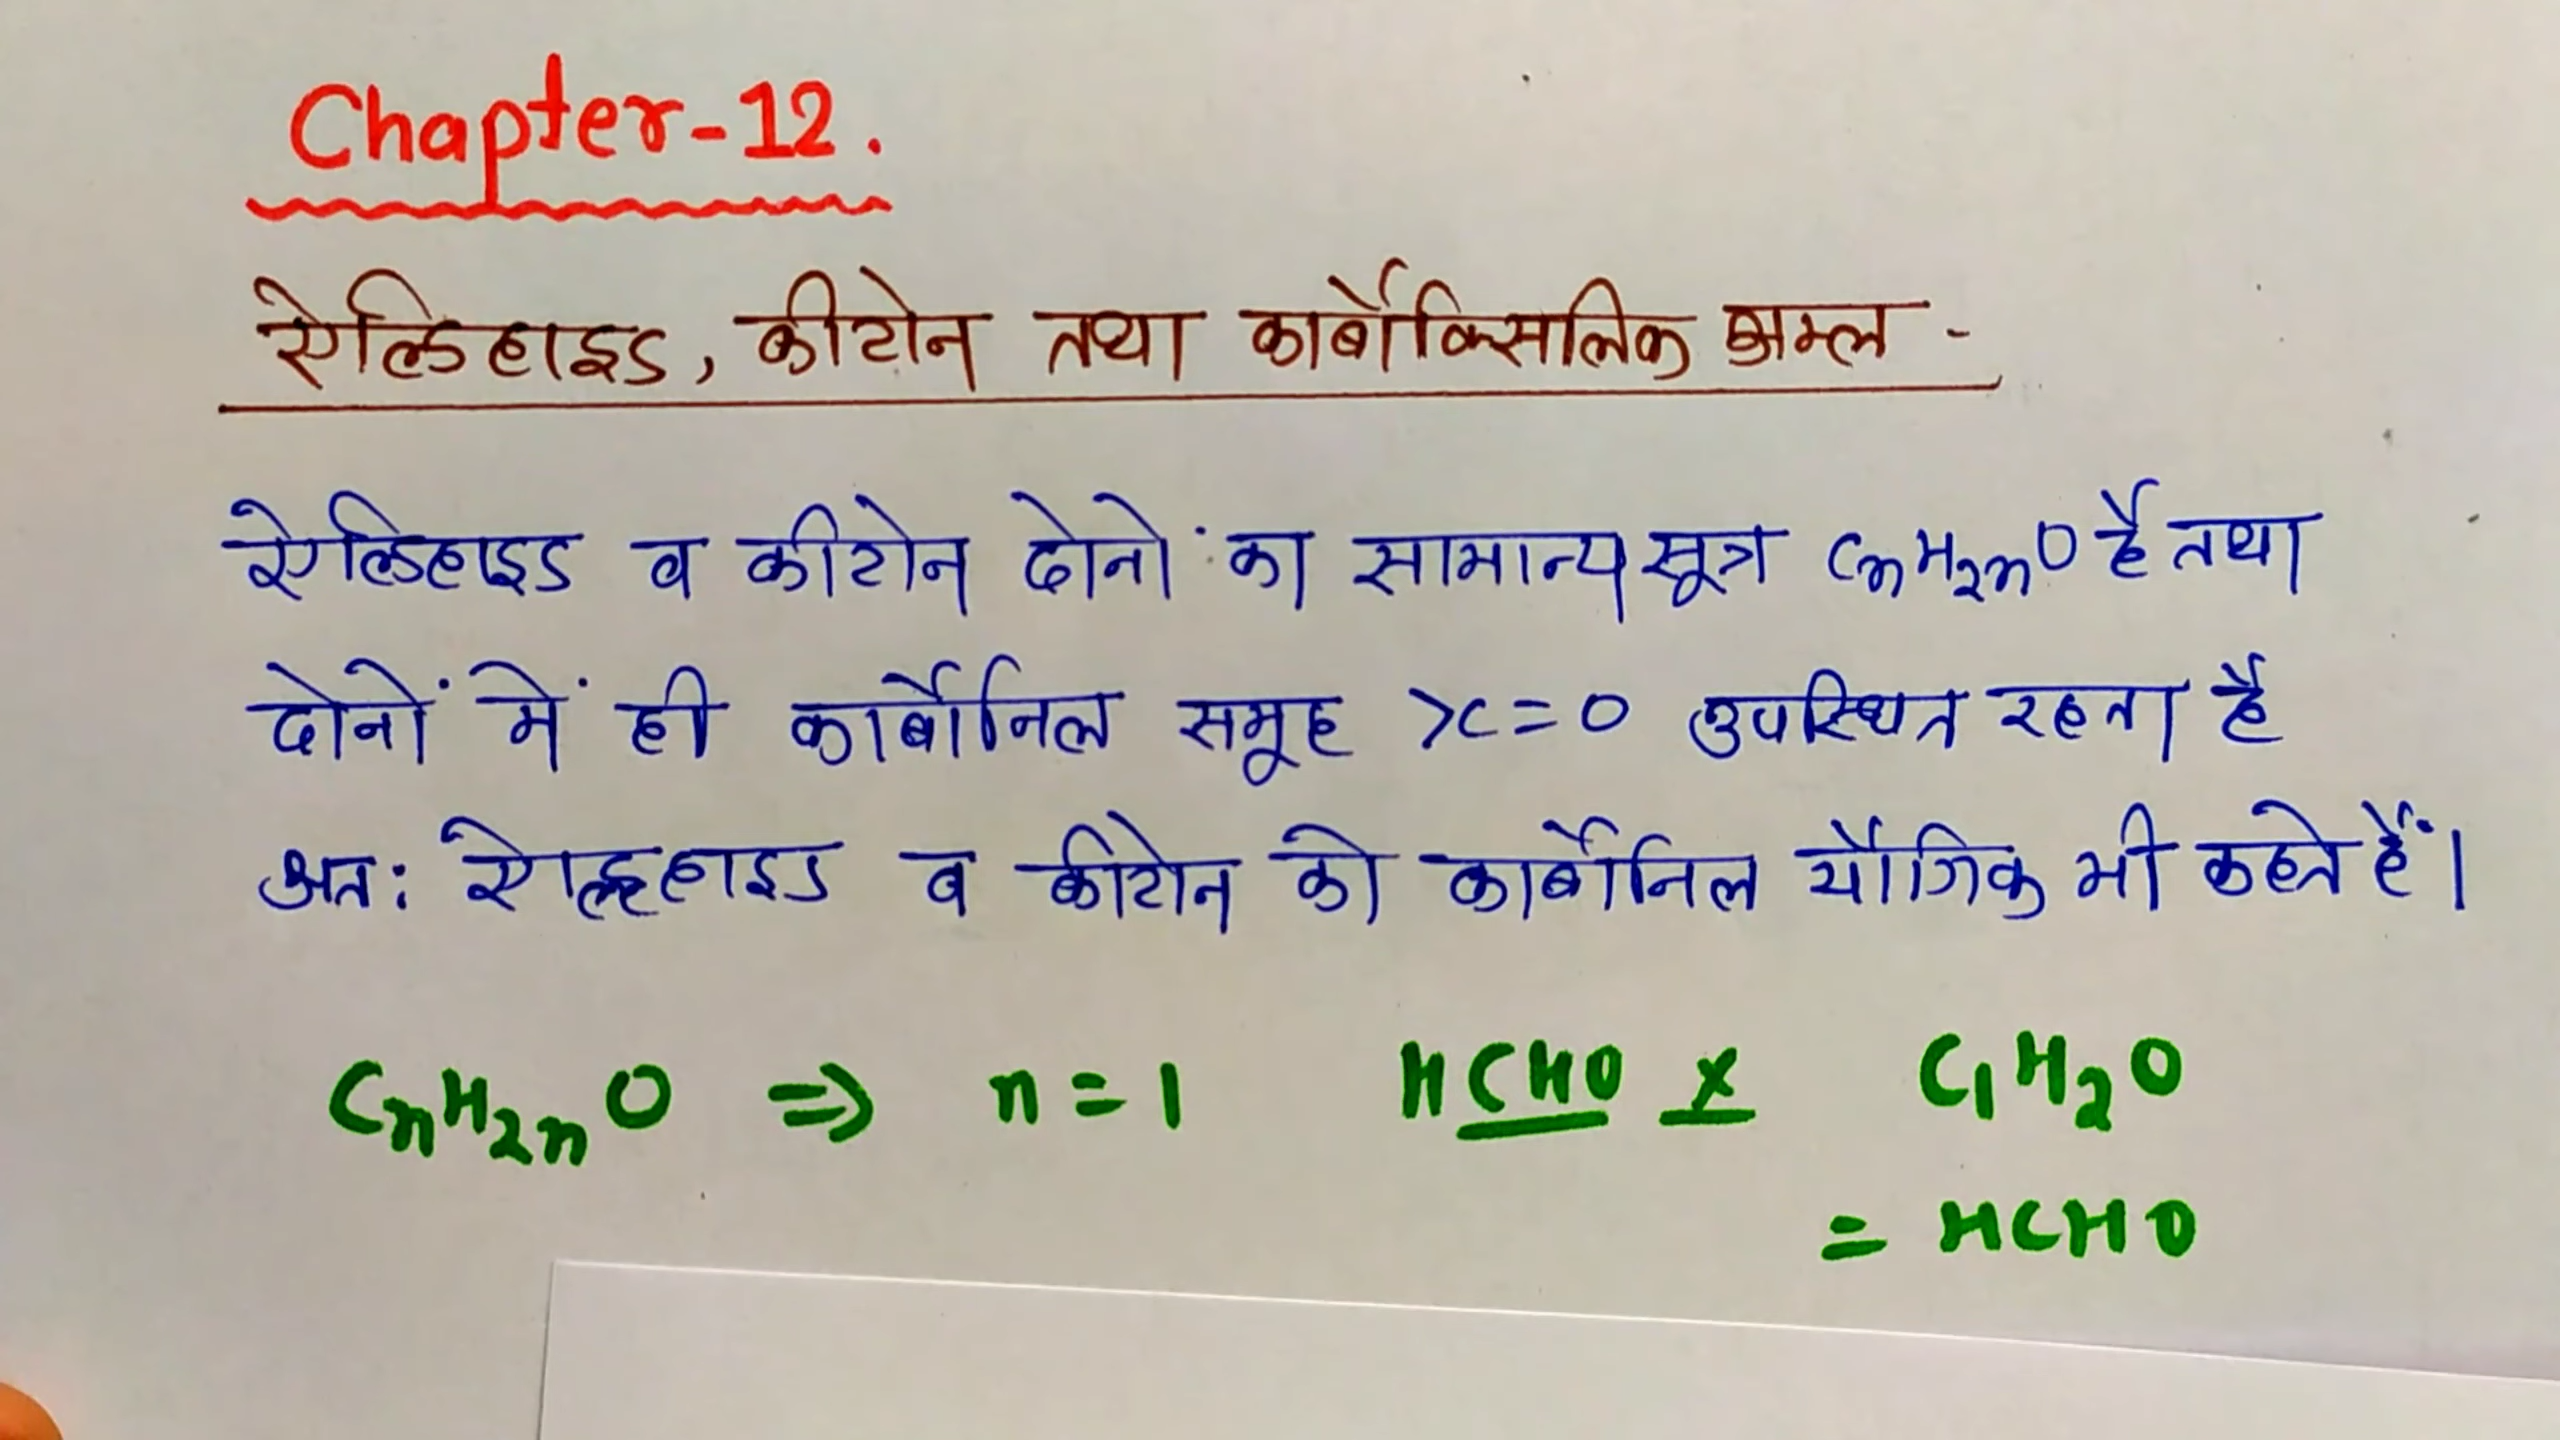 Chapter-12.
ऐल्डिहाइड, कीटोन तथा कार्बोक्सिलिक अम्ल -
ऐल्डिहाइड व कीटोन दोनो का सामान्य सूत्र CₙH₂ₙO है तथा
दोनों में ही कार्बोनिल समूह >C=O उपस्थित रहता है
अतः ऐल्डिहाइड व कीटोन को कार्बोनिल यौगिक भी कहते हैं।
CₙH₂ₙO ⇒ n=1 HCHO x C₁H₂O
= HCHO